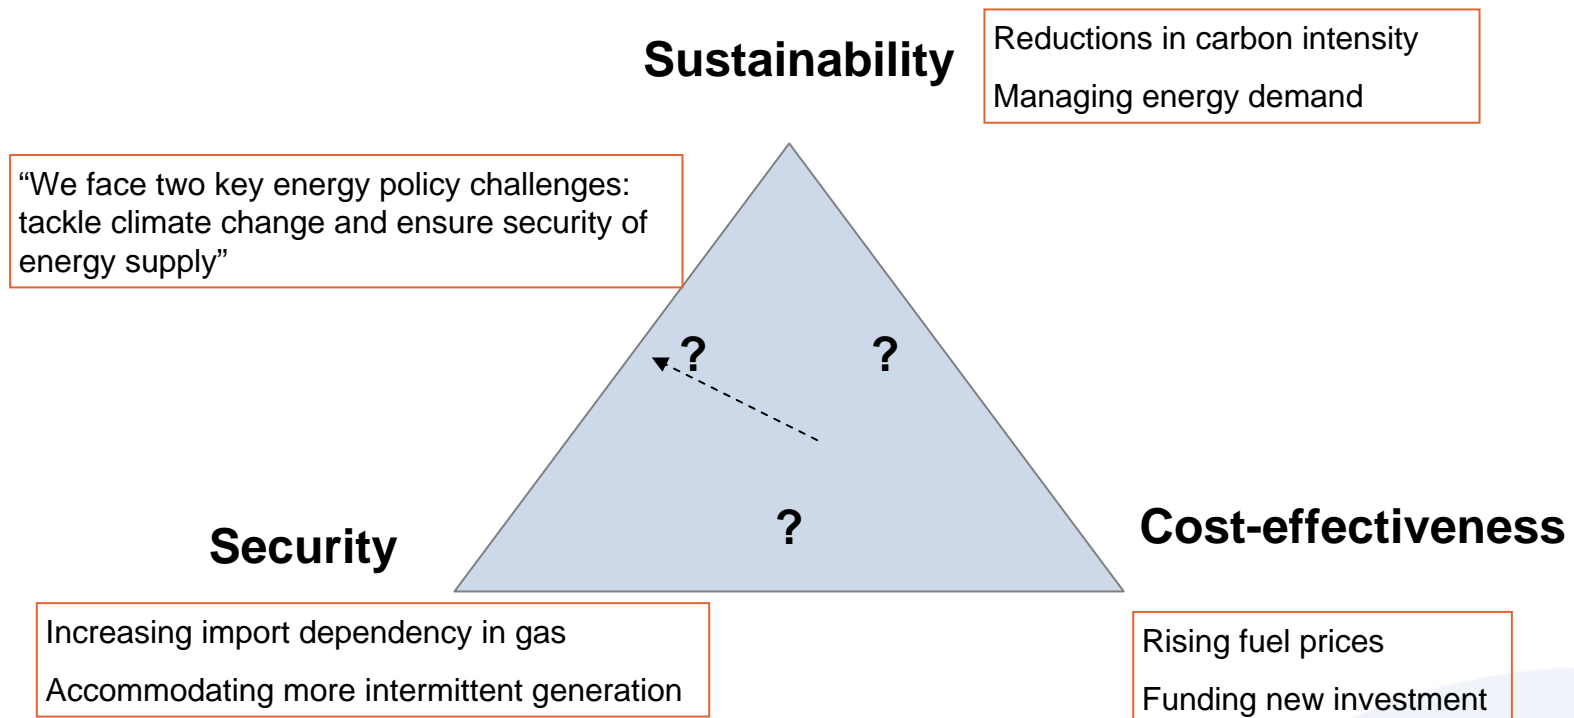 Sustainability
Reductions in carbon intensity
Managing energy demand
“We face two key energy policy challenges:
tackle climate change and ensure security of
energy supply”
? ?
?
Security
Cost-effectiveness
Increasing import dependency in gas
Accommodating more intermittent generation
Rising fuel prices
Funding new investment